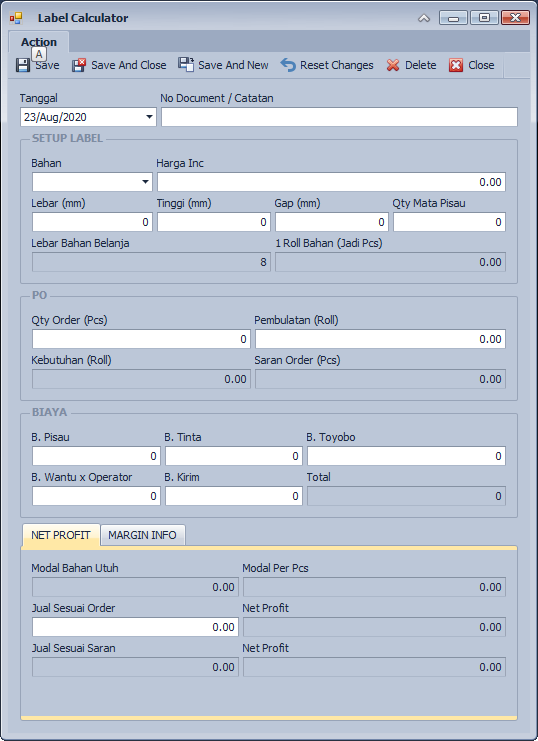 Label Calculator
Action
A
Save Save And Close Save And New Reset Changes Delete Close
Tanggal No Document / Catatan
23/Aug/2020
SETUP LABEL
Bahan Harga Inc
0.00
Lebar (mm) Tinggi (mm) Gap (mm) Qty Mata Pisau
0 0 0 0
Lebar Bahan Belanja 1 Roll Bahan (Jadi Pcs)
8 0.00
PO
Qty Order (Pcs) Pembulatan (Roll)
0 0.00
Kebutuhan (Roll) Saran Order (Pcs)
0.00 0.00
BIAYA
B. Pisau B. Tinta B. Toyobo
0 0 0
B. Wantu x Operator B. Kirim Total
0 0 0
NET PROFIT MARGIN INFO
Modal Bahan Utuh Modal Per Pcs
0.00 0.00
Jual Sesuai Order Net Profit
0.00 0.00
Jual Sesuai Saran Net Profit
0.00 0.00